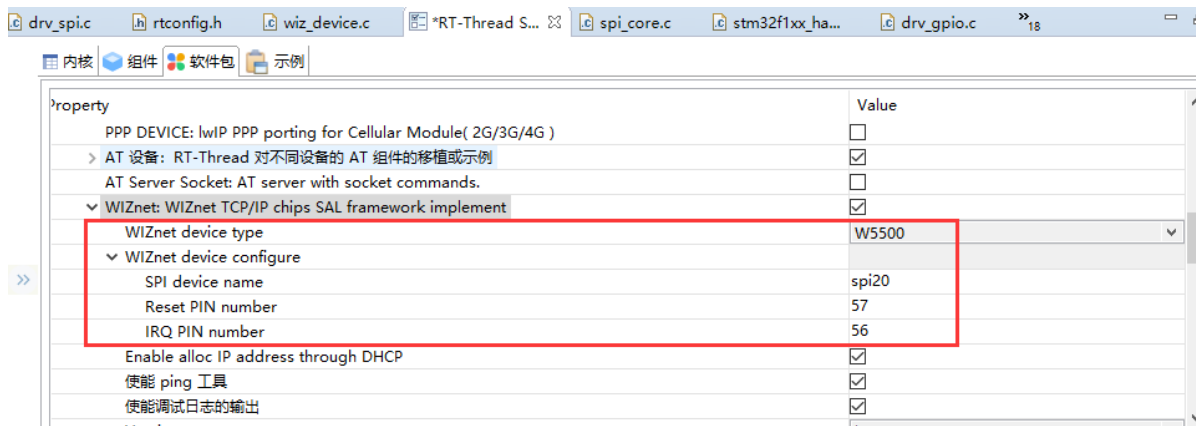 drv_spi.c rtconfig.h wiz_device.c *RT-Thread S... spi_core.c stm32f1xx_ha... drv_gpio.c »18
内核 组件 软件包 示例
Property Value
PPP DEVICE: lwIP PPP porting for Cellular Module( 2G/3G/4G )
AT 设备: RT-Thread 对不同设备的 AT 组件的移植或示例
AT Server Socket: AT server with socket commands.
WIZnet: WIZnet TCP/IP chips SAL framework implement
WIZnet device type W5500
WIZnet device configure
SPI device name spi20
Reset PIN number 57
IRQ PIN number 56
Enable alloc IP address through DHCP
使能 ping 工具
使能调试日志的输出